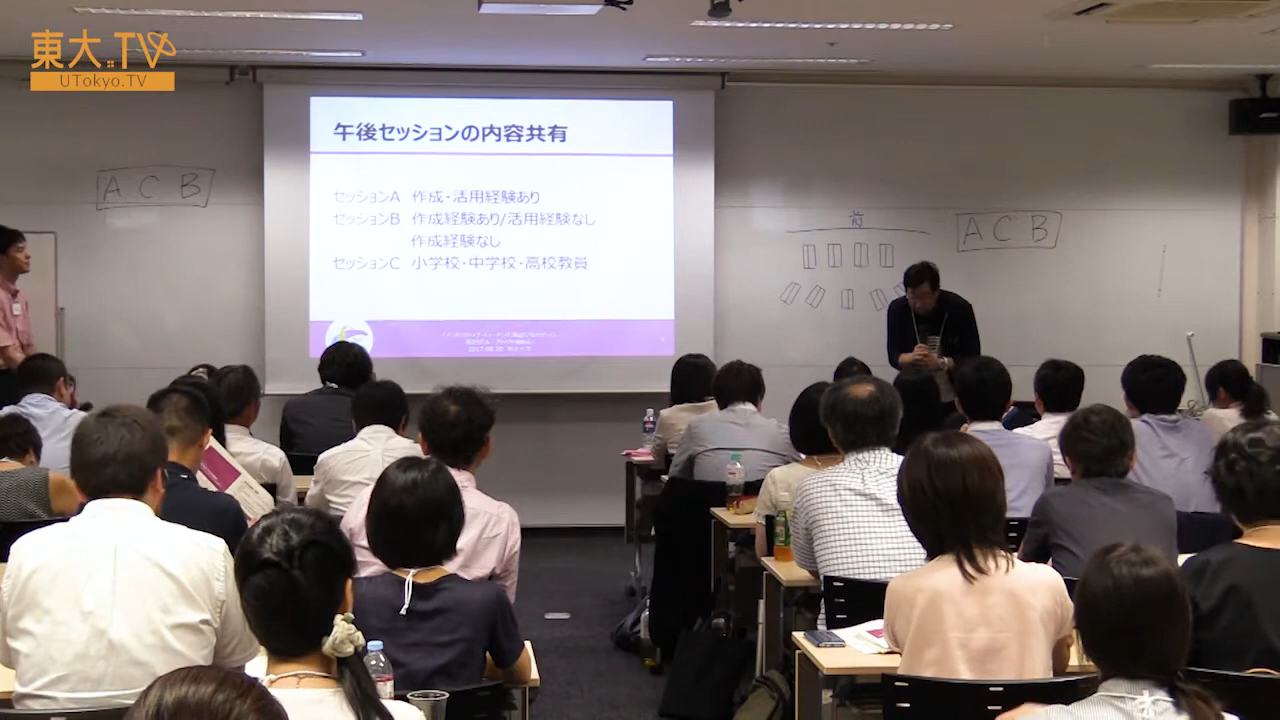 東大.TV
UTokyo.TV
午後セッションの内容共有
セッションA 作成・活用経験あり
セッションB 作成経験あり/活用経験なし
作成経験なし
セッションC 小学校・中学校・高校教員
A C B
前
A C B